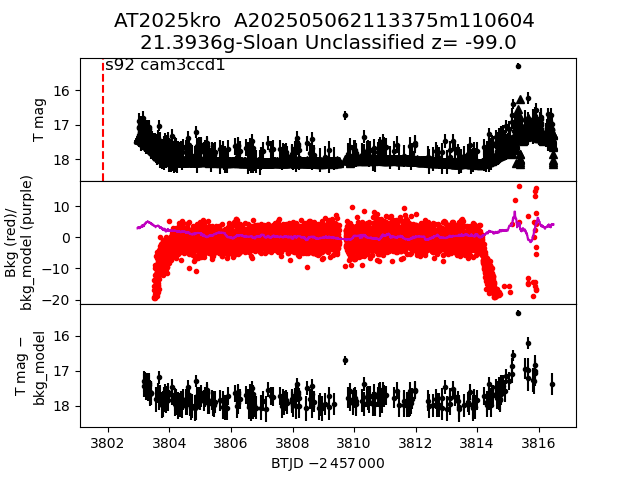 AT2025kro  A202505062113375m110604
21.3936g-Sloan Unclassified z= -99.0
s92 cam3ccd1
T mag
16
17
18
Bkg (red)/
bkg_model (purple)
10
0
−10
−20
T mag −
bkg_model
16
17
18
3802 3804 3806 3808 3810 3812 3814 3816
BTJD −2 457 000